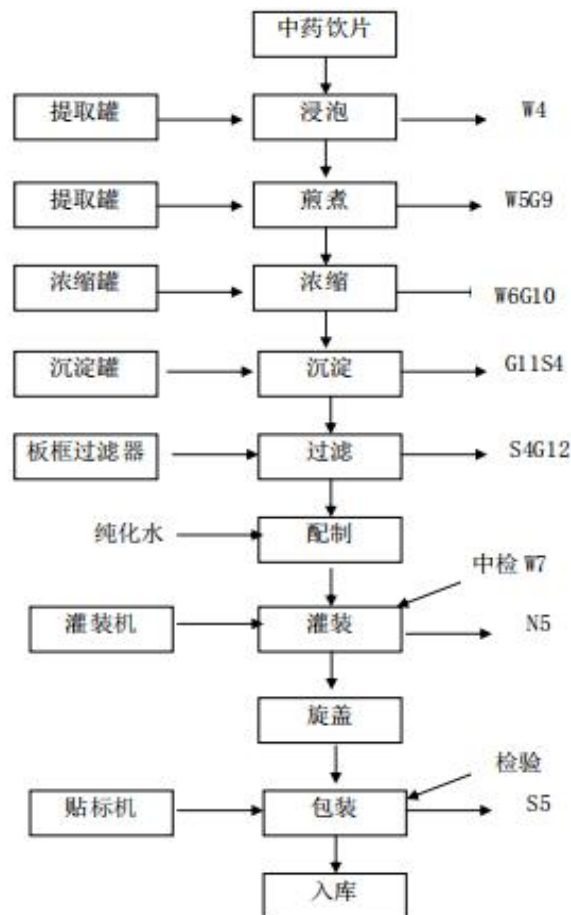 中药饮片
提取罐 浸泡 W4
提取罐 煎煮 W5G9
浓缩罐 浓缩 W6G10
沉淀罐 沉淀 G11S4
板框过滤器 过滤 S4G12
纯化水 配制
中检 W7
灌装机 灌装 N5
旋盖
检验
贴标机 包装 S5
入库